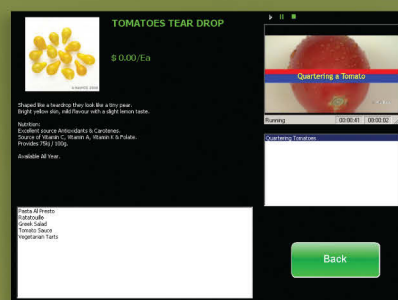 TOMATOES TEAR DROP
$ 0.00/Ea
Shaped like a teardrop they look like a tiny pear.
Bright yellow skin, mild flavour with a slight lemon taste.
Nutrition:
Excellent source Antioxidants & Carotenes.
Source of Vitamin C, Vitamin A, Vitamin K & Folate.
Provides 75kj / 100g.
Available All Year.
Quartering a Tomato
Running
00:00:41
00:00:02
Quartering Tomatoes
Pasta Al Presto
Ratatouille
Greek Salad
Tomato Sauce
Vegetarian Tarts
Back